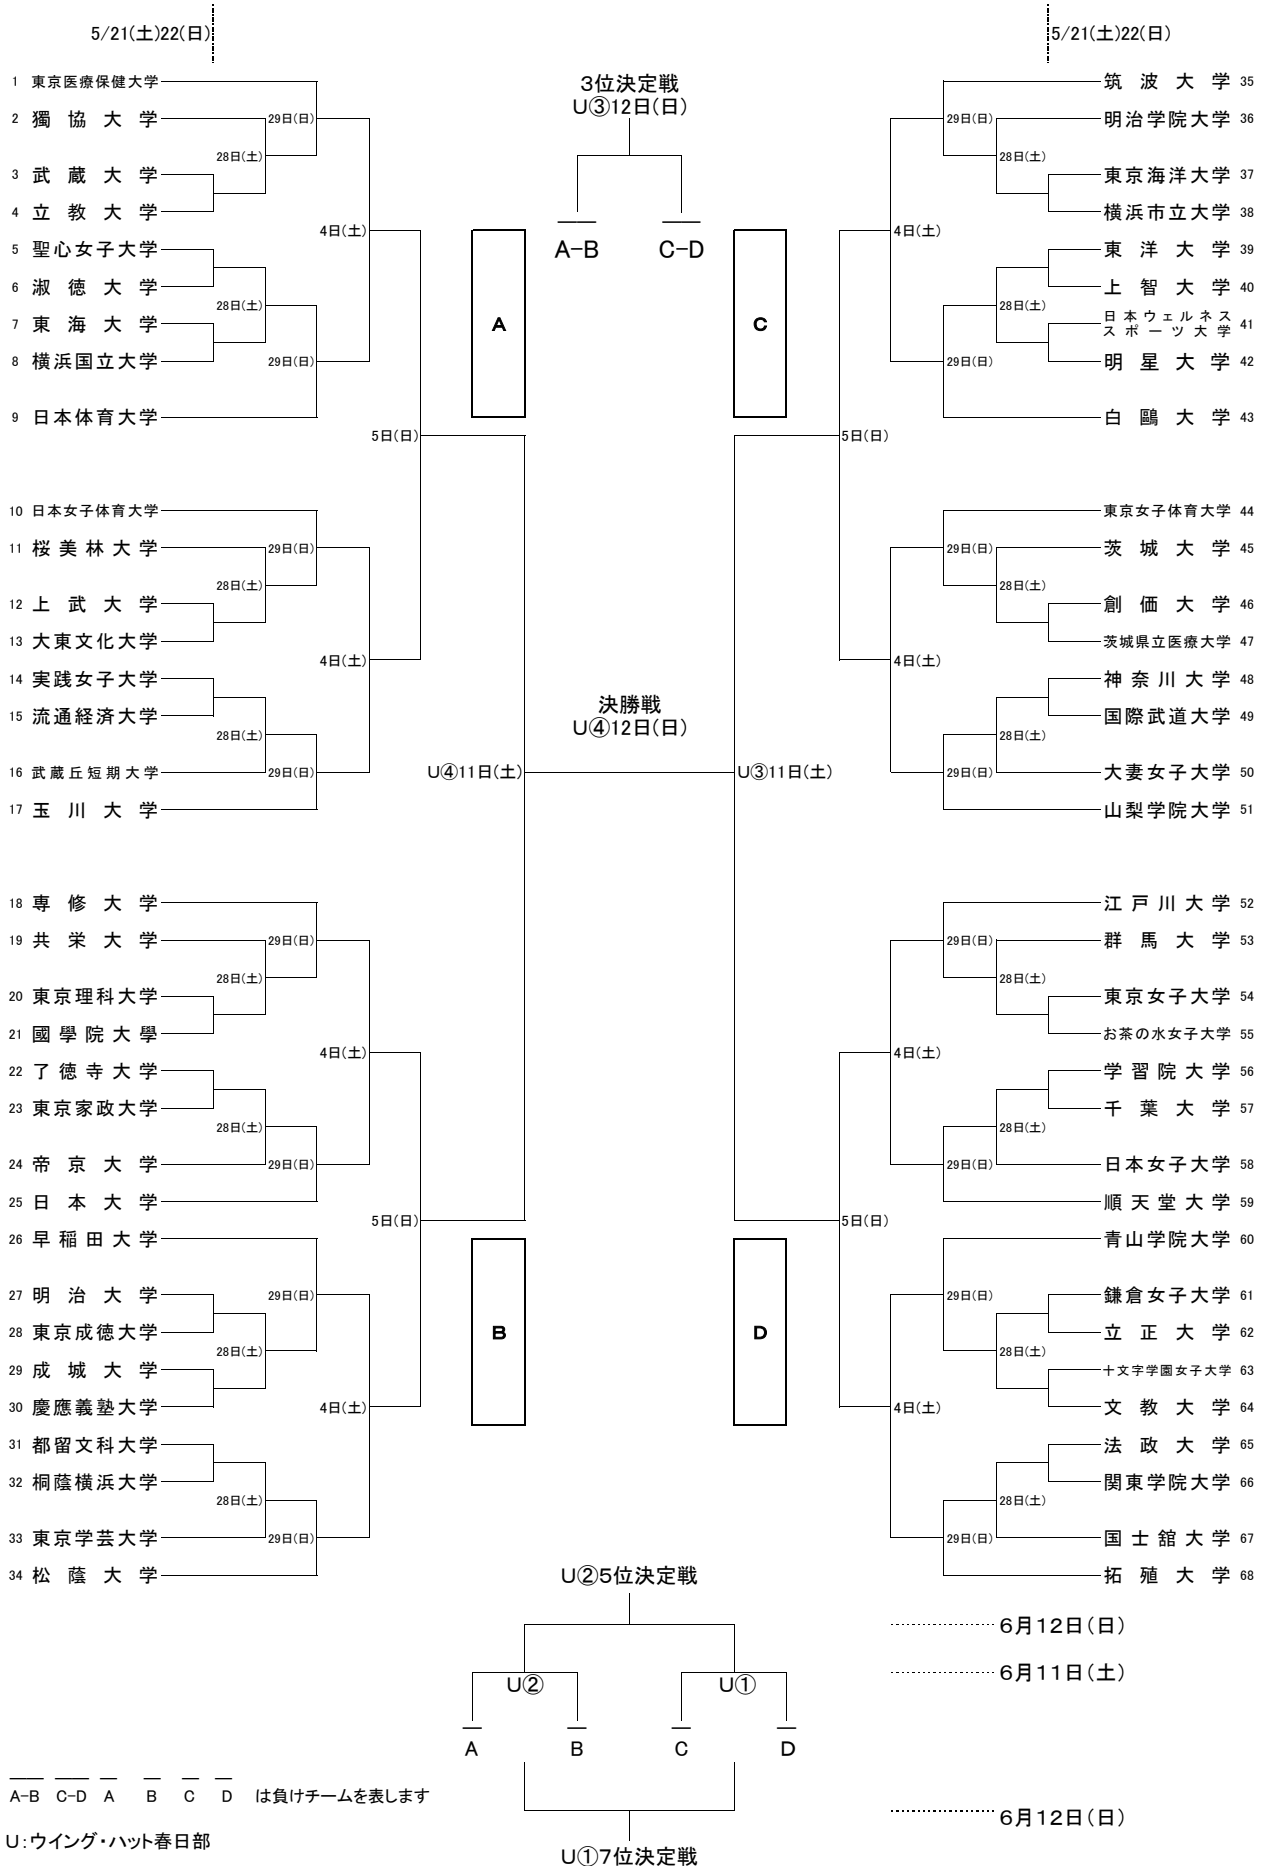 5/21(土)22(日)
5/21(土)22(日)
1 東京医療保健大学
2 獨協大学
3 武蔵大学
4 立教大学
5 聖心女子大学
6 淑徳大学
7 東海大学
8 横浜国立大学
9 日本体育大学
10 日本女子体育大学
11 桜美林大学
12 上武大学
13 大東文化大学
14 実践女子大学
15 流通経済大学
16 武蔵丘短期大学
17 玉川大学
18 専修大学
19 共栄大学
20 東京理科大学
21 國學院大學
22 了徳寺大学
23 東京家政大学
24 帝京大学
25 日本大学
26 早稲田大学
27 明治大学
28 東京成徳大学
29 成城大学
30 慶應義塾大学
31 都留文科大学
32 桐蔭横浜大学
33 東京学芸大学
34 松蔭大学
29日(日)
28日(土)
4日(土)
28日(土)
29日(日)
5日(日)
29日(日)
28日(土)
4日(土)
28日(土)
29日(日)
U④11日(土)
29日(日)
28日(土)
4日(土)
28日(土)
29日(日)
5日(日)
29日(日)
28日(土)
4日(土)
28日(土)
29日(日)
3位決定戦
U③12日(日)
A-B
C-D
A
C
決勝戦
U④12日(日)
B
D
29日(日)
28日(土)
4日(土)
28日(土)
29日(日)
5日(日)
29日(日)
28日(土)
4日(土)
28日(土)
29日(日)
U③11日(土)
29日(日)
28日(土)
4日(土)
28日(土)
29日(日)
5日(日)
29日(日)
28日(土)
4日(土)
28日(土)
29日(日)
筑波大学 35
明治学院大学 36
東京海洋大学 37
横浜市立大学 38
東洋大学 39
上智大学 40
日本ウェルネス
スポーツ大学 41
明星大学 42
白鷗大学 43
東京女子体育大学 44
茨城大学 45
創価大学 46
茨城県立医療大学 47
神奈川大学 48
国際武道大学 49
大妻女子大学 50
山梨学院大学 51
江戸川大学 52
群馬大学 53
東京女子大学 54
お茶の水女子大学 55
学習院大学 56
千葉大学 57
日本女子大学 58
順天堂大学 59
青山学院大学 60
鎌倉女子大学 61
立正大学 62
十文字学園女子大学 63
文教大学 64
法政大学 65
関東学院大学 66
国士舘大学 67
拓殖大学 68
U②5位決定戦
6月12日(日)
6月11日(土)
U②
U①
A
B
C
D
A-B C-D A B C D は負けチームを表します
6月12日(日)
U:ウイング・ハット春日部
U①7位決定戦